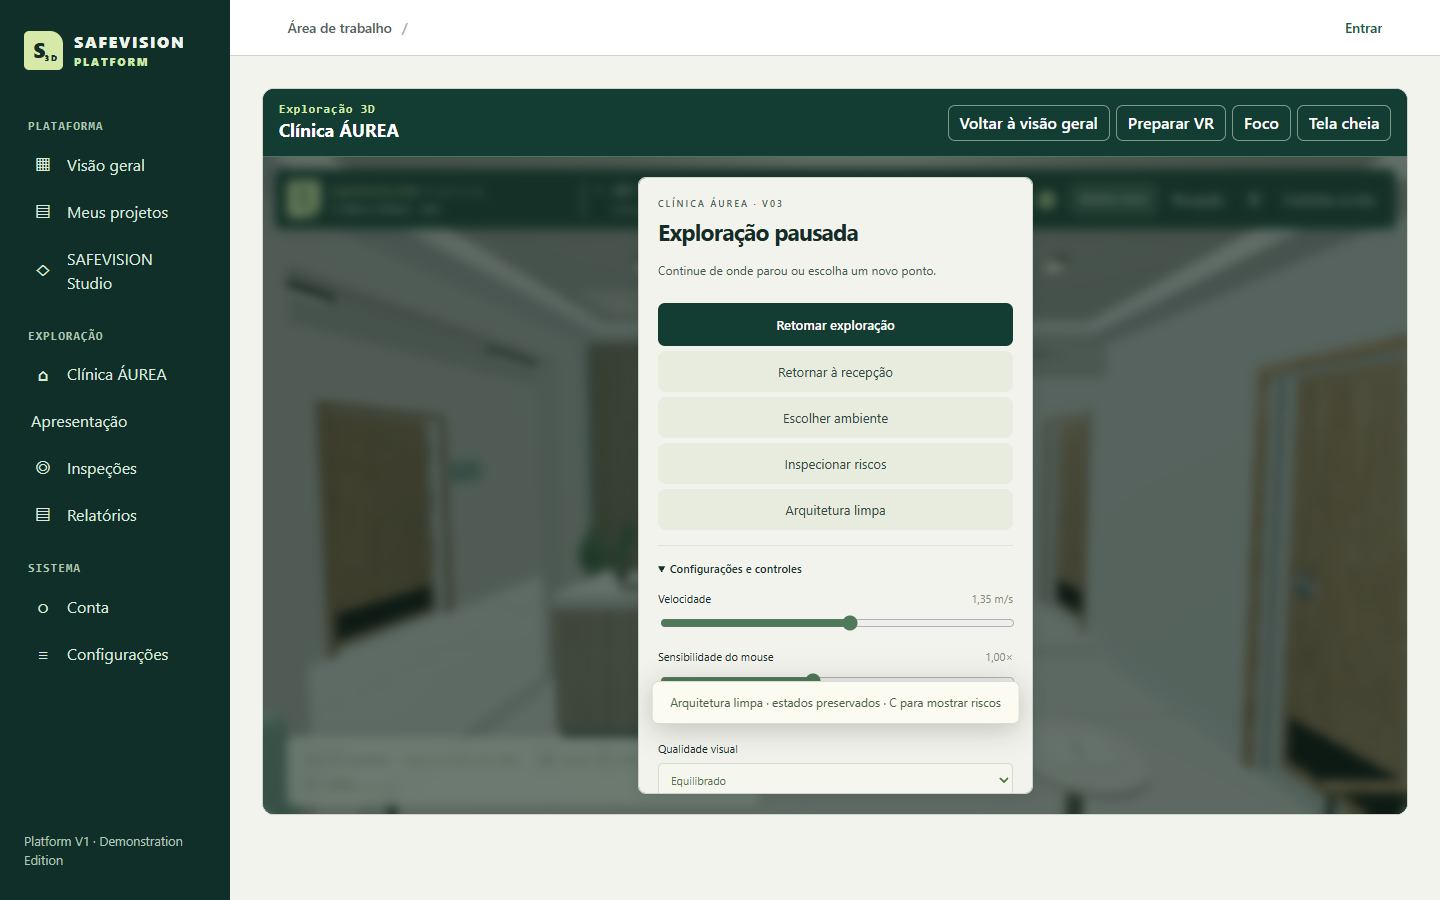 S3D
SAFEVISION
PLATFORM
PLATAFORMA
Visão geral
Meus projetos
SAFEVISION
Studio
EXPLORAÇÃO
Clínica ÁUREA
Apresentação
Inspeções
Relatórios
SISTEMA
Conta
Configurações
Platform V1 · Demonstration
Edition
Área de trabalho /
Entrar
Exploração 3D
Clínica ÁUREA
Voltar à visão geral
Preparar VR
Foco
Tela cheia
CLÍNICA ÁUREA · V03
Exploração pausada
Continue de onde parou ou escolha um novo ponto.
Retomar exploração
Retornar à recepção
Escolher ambiente
Inspecionar riscos
Arquitetura limpa
▼ Configurações e controles
Velocidade 1,35 m/s
Sensibilidade do mouse 1,00×
Arquitetura limpa · estados preservados · C para mostrar riscos
Qualidade visual
Equilibrado